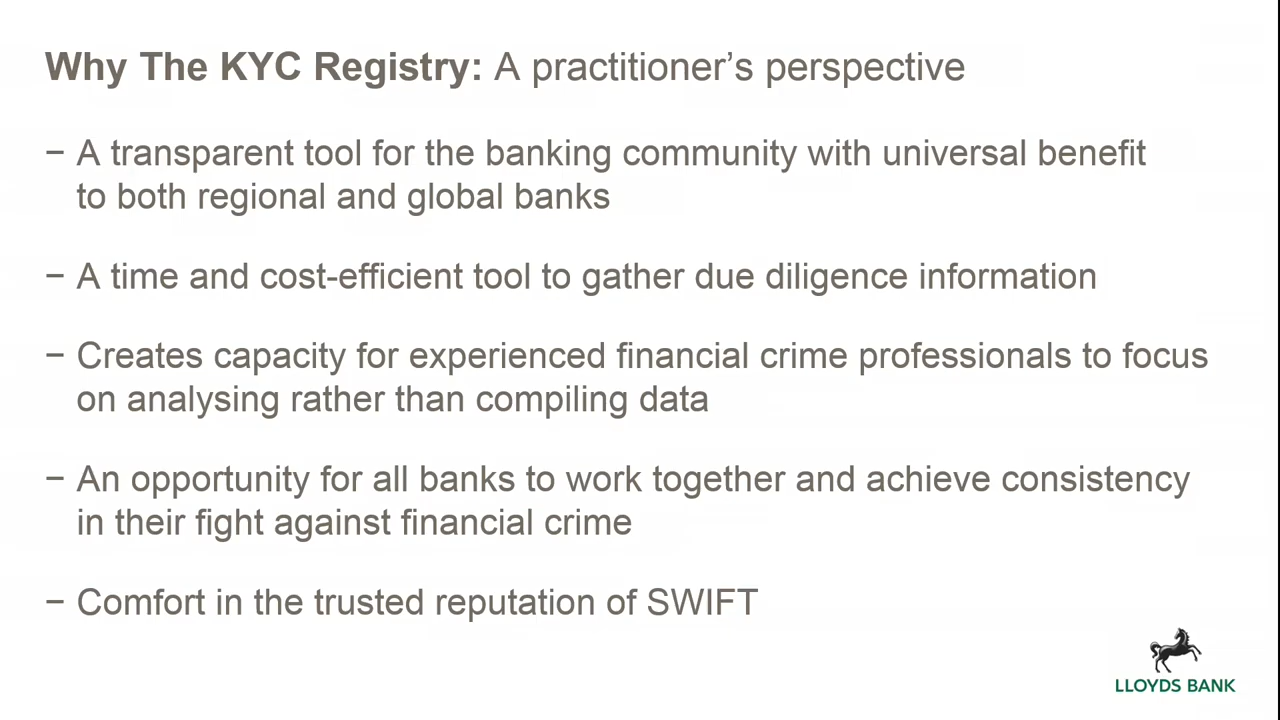 Why The KYC Registry: A practitioner’s perspective
− A transparent tool for the banking community with universal benefit
to both regional and global banks
− A time and cost-efficient tool to gather due diligence information
− Creates capacity for experienced financial crime professionals to focus
on analysing rather than compiling data
− An opportunity for all banks to work together and achieve consistency
in their fight against financial crime
− Comfort in the trusted reputation of SWIFT
LLOYDS BANK